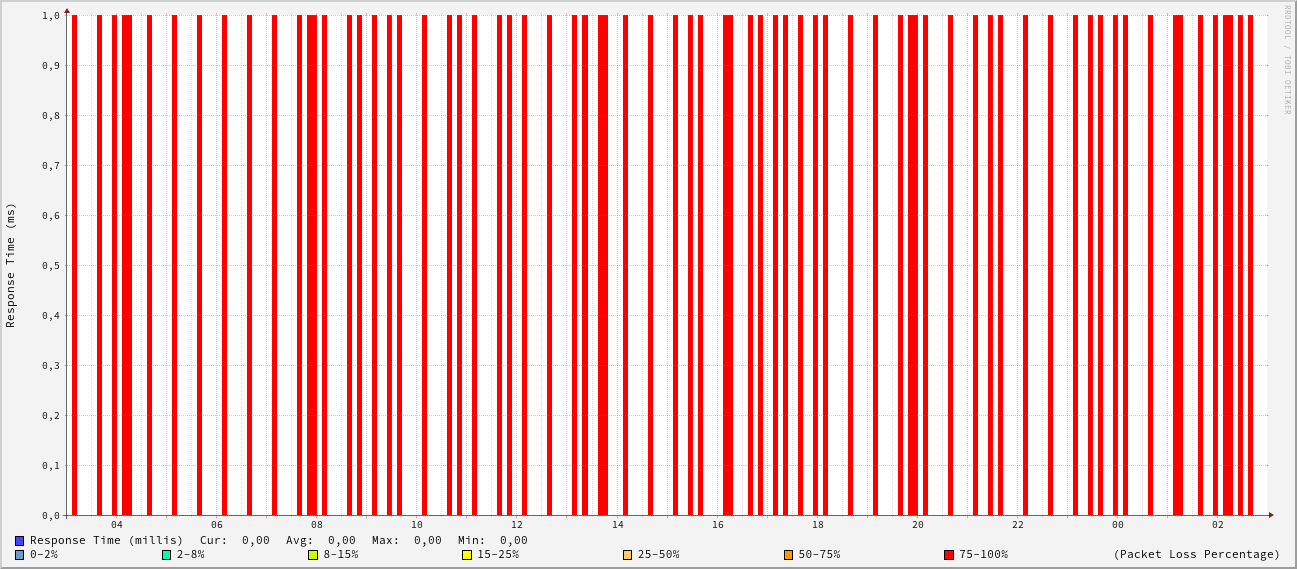 1,0
0,9
0,8
0,7
0,6
0,5
0,4
0,3
0,2
0,1
0,0
Response Time (ms)
RRDTOOL / TOBI OETIKER
04 06 08 10 12 14 16 18 20 22 00 02
Response Time (millis) Cur: 0,00 Avg: 0,00 Max: 0,00 Min: 0,00
0-2% 2-8% 8-15% 15-25% 25-50% 50-75% 75-100% (Packet Loss Percentage)